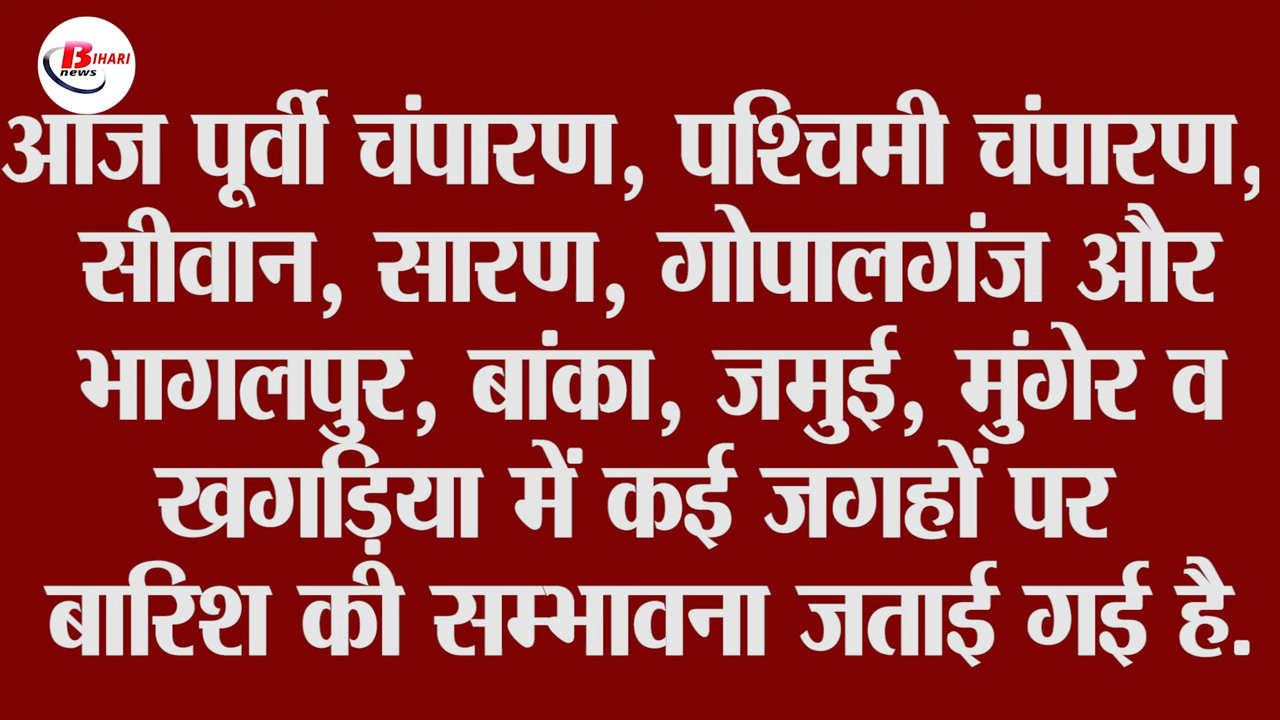 BIHARI
news
आज पूर्वी चंपारण, पश्चिमी चंपारण,
सीवान, सारण, गोपालगंज और
भागलपुर, बांका, जमुई, मुंगेर व
खगड़िया में कई जगहों पर
बारिश की सम्भावना जताई गई है.